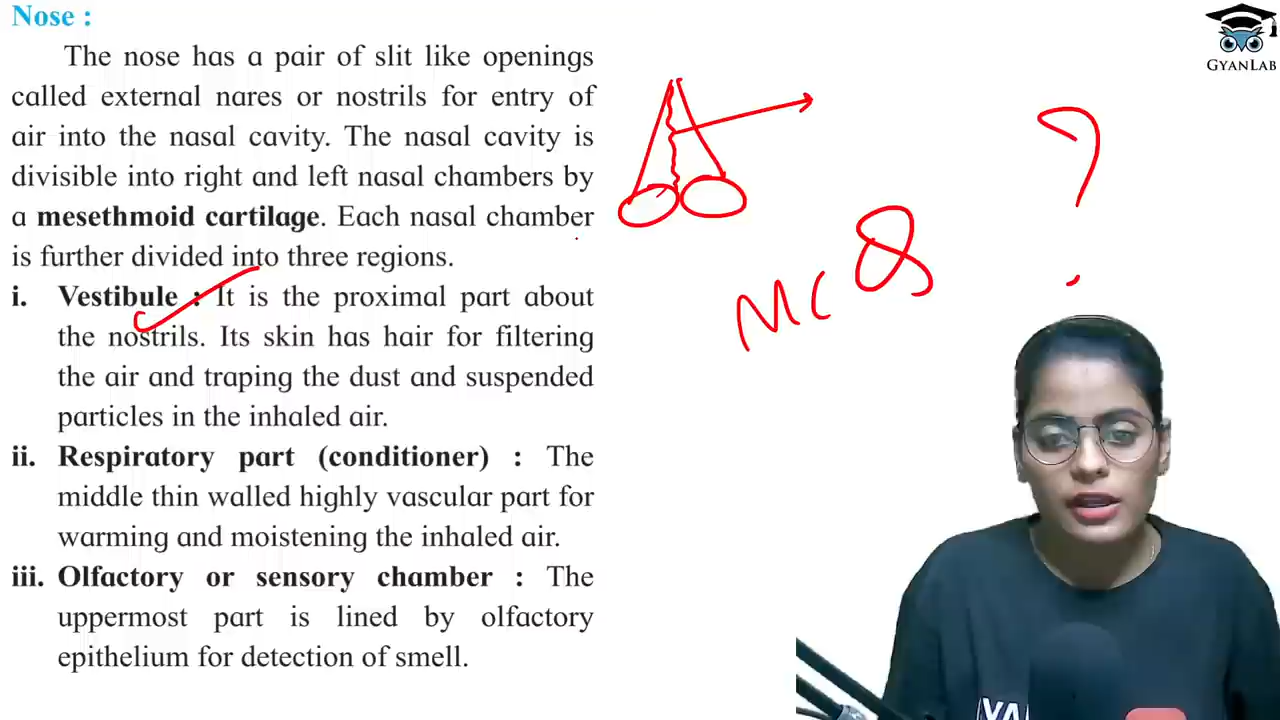 Nose :
The nose has a pair of slit like openings
called external nares or nostrils for entry of
air into the nasal cavity. The nasal cavity is
divisible into right and left nasal chambers by
a mesethmoid cartilage. Each nasal chamber
is further divided into three regions.
i. Vestibule : It is the proximal part about
the nostrils. Its skin has hair for filtering
the air and traping the dust and suspended
particles in the inhaled air.
ii. Respiratory part (conditioner) : The
middle thin walled highly vascular part for
warming and moistening the inhaled air.
iii. Olfactory or sensory chamber : The
uppermost part is lined by olfactory
epithelium for detection of smell.
GYANLAB
?
MCQ